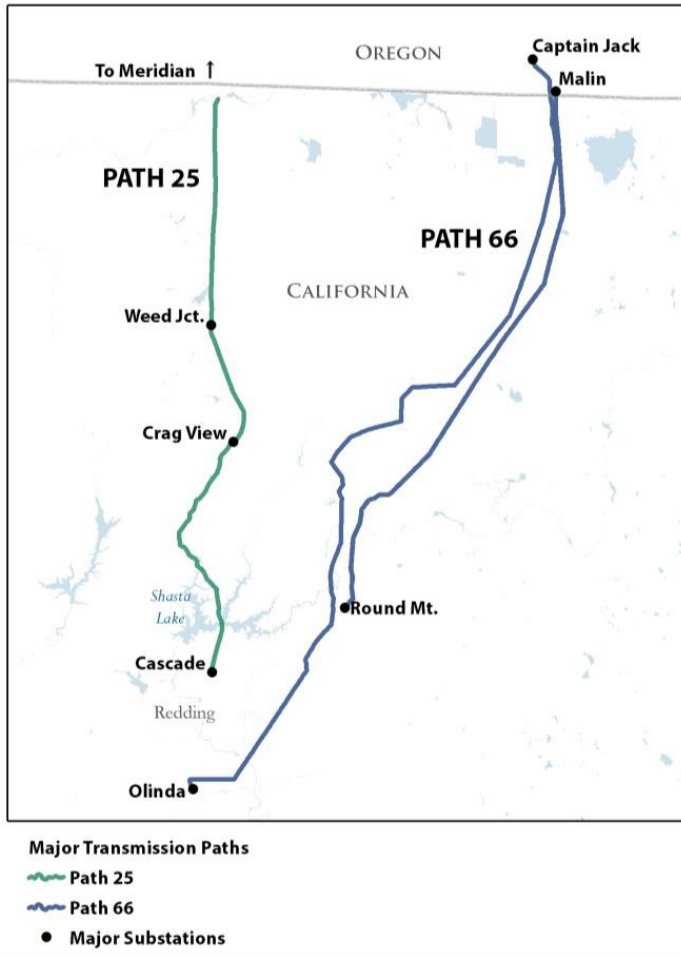 OREGON
Captain Jack
To Meridian ↑
Malin
PATH 25
PATH 66
CALIFORNIA
Weed Jct.
Crag View
Shasta
Lake
Round Mt.
Cascade
Redding
Olinda
Major Transmission Paths
Path 25
Path 66
Major Substations